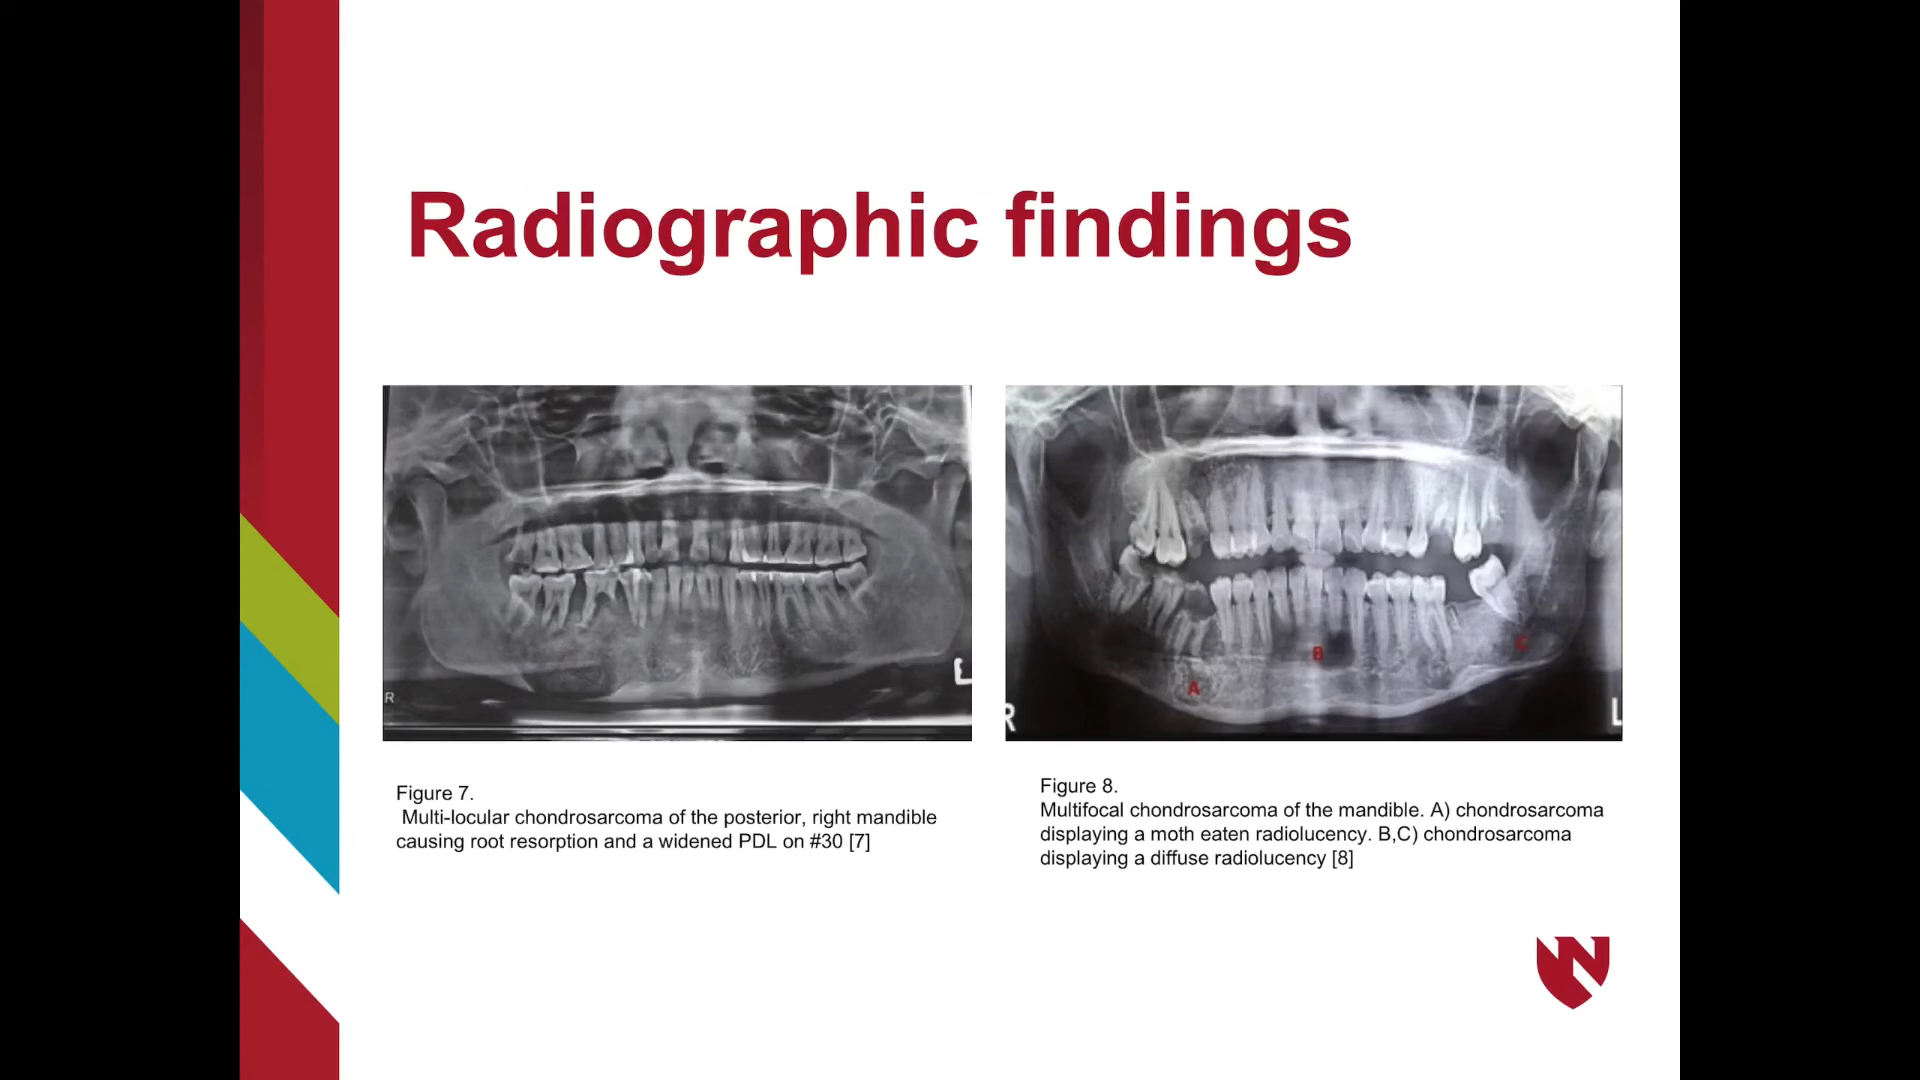 Radiographic findings
R
L
A
B
C
R
L
Figure 7.
Multi-locular chondrosarcoma of the posterior, right mandible
causing root resorption and a widened PDL on #30 [7]
Figure 8.
Multifocal chondrosarcoma of the mandible. A) chondrosarcoma
displaying a moth eaten radiolucency. B,C) chondrosarcoma
displaying a diffuse radiolucency [8]
N